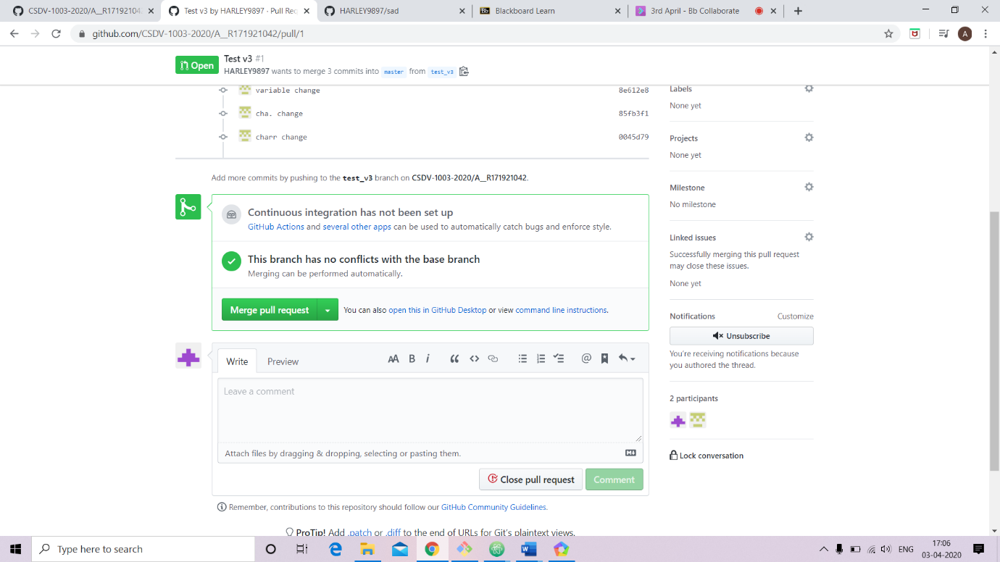 CSDV-1003-2020/A__R171921042
Test v3 by HARLEY9897 · Pull Req
HARLEY9897/sad
Bb
Blackboard Learn
3rd April - Bb Collaborate
github.com/CSDV-1003-2020/A__R171921042/pull/1
A
Open
Test v3 #1
HARLEY9897 wants to merge 3 commits into master from test_v3
variable change 8e612e8
cha. change 85fb3f1
charr change 0045d79
Add more commits by pushing to the test_v3 branch on CSDV-1003-2020/A__R171921042.
Continuous integration has not been set up
GitHub Actions and several other apps can be used to automatically catch bugs and enforce style.
This branch has no conflicts with the base branch
Merging can be performed automatically.
Merge pull request
You can also open this in GitHub Desktop or view command line instructions.
Write
Preview
AA B i
Leave a comment
Attach files by dragging & dropping, selecting or pasting them.
Close pull request
Comment
Remember, contributions to this repository should follow our GitHub Community Guidelines.
ProTip! Add .patch or .diff to the end of URLs for Git's plaintext views.
Labels
None yet
Projects
None yet
Milestone
No milestone
Linked issues
Successfully merging this pull request
may close these issues.
None yet
Notifications
Customize
Unsubscribe
You're receiving notifications because
you authored the thread.
2 participants
Lock conversation
Type here to search
ENG
17:06
03-04-2020